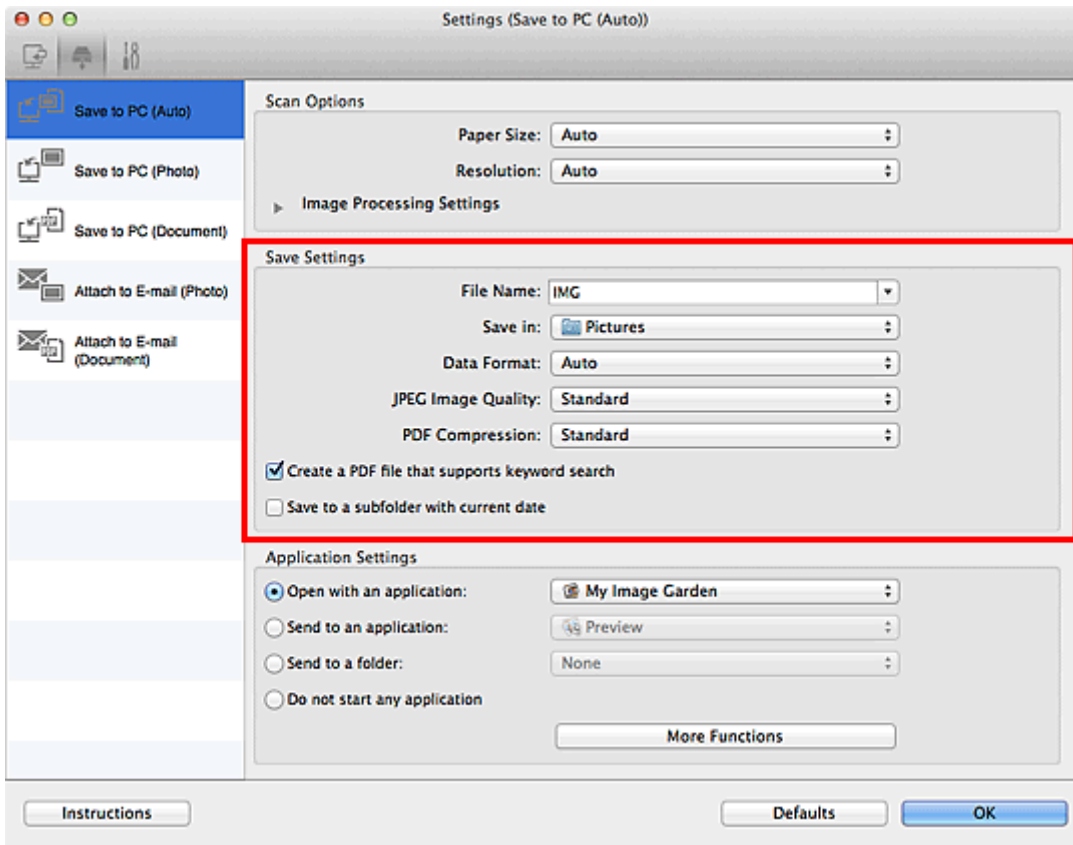 Settings (Save to PC (Auto))
Save to PC (Auto)
Save to PC (Photo)
Save to PC (Document)
Attach to E-mail (Photo)
Attach to E-mail
(Document)
Scan Options
Paper Size: Auto
Resolution: Auto
Image Processing Settings
Save Settings
File Name: IMG
Save in: Pictures
Data Format: Auto
JPEG Image Quality: Standard
PDF Compression: Standard
Create a PDF file that supports keyword search
Save to a subfolder with current date
Application Settings
Open with an application: My Image Garden
Send to an application: Preview
Send to a folder: None
Do not start any application
More Functions
Instructions Defaults OK